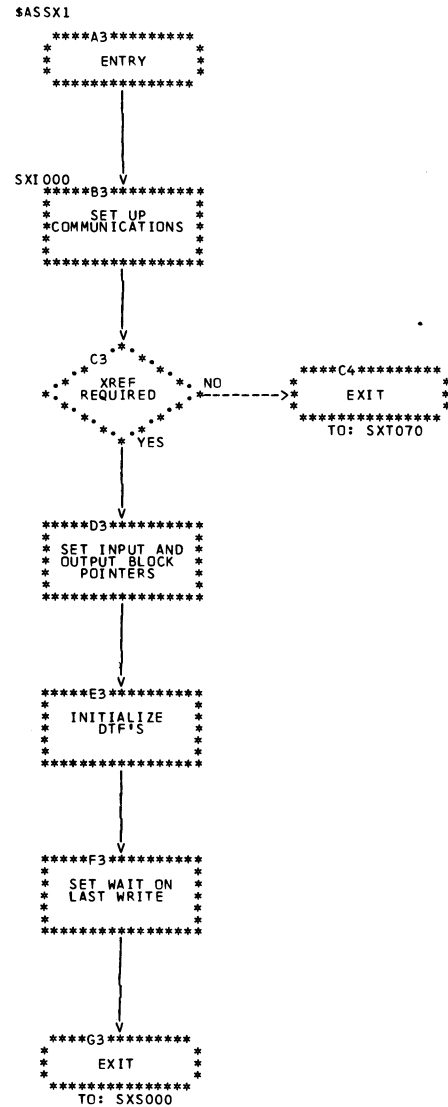 $ASSX1
****A3*********
ENTRY
SXI000
*****B3**********
SET UP
COMMUNICATIONS
C3
XREF
REQUIRED
NO
YES
****C4*********
EXIT
TO: SXT070
*****D3**********
SET INPUT AND
OUTPUT BLOCK
POINTERS
*****E3**********
INITIALIZE
DTF'S
*****F3**********
SET WAIT ON
LAST WRITE
****G3*********
EXIT
TO: SXS000